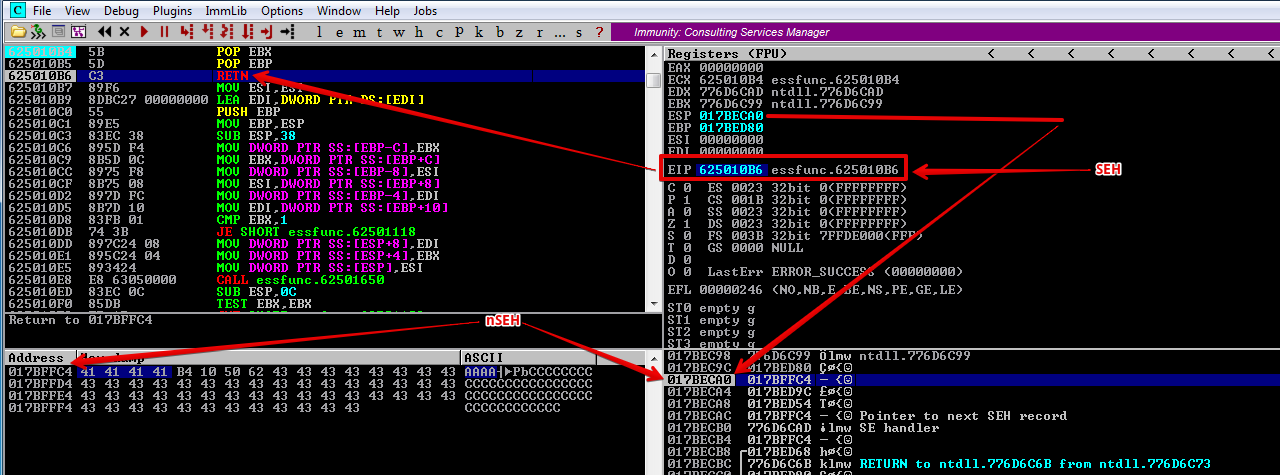 C File View Debug Plugins ImmLib Options Window Help Jobs
l e m t w h c p k b z r ... s ? Immunity: Consulting Services Manager
625010B4 5B POP EBX
625010B5 5D POP EBP
625010B6 C3 RETN
625010B7 89F6 MOV ESI,ESI
625010B9 8DBC27 00000000 LEA EDI,DWORD PTR DS:[EDI]
625010C0 55 PUSH EBP
625010C1 89E5 MOV EBP,ESP
625010C3 83EC 38 SUB ESP,38
625010C6 895D F4 MOV DWORD PTR SS:[EBP-C],EBX
625010C9 8B5D 0C MOV EBX,DWORD PTR SS:[EBP+C]
625010CC 8975 F8 MOV DWORD PTR SS:[EBP-8],ESI
625010CF 8B75 08 MOV ESI,DWORD PTR SS:[EBP+8]
625010D2 897D FC MOV DWORD PTR SS:[EBP-4],EDI
625010D5 8B7D 10 MOV EDI,DWORD PTR SS:[EBP+10]
625010D8 83FB 01 CMP EBX,1
625010DB 74 3B JE SHORT essfunc.62501118
625010DD 897C24 08 MOV DWORD PTR SS:[ESP+8],EDI
625010E1 895C24 04 MOV DWORD PTR SS:[ESP+4],EBX
625010E5 893424 MOV DWORD PTR SS:[ESP],ESI
625010E8 E8 63050000 CALL essfunc.62501650
625010ED 83EC 0C SUB ESP,0C
625010F0 85DB TEST EBX,EBX
Return to 017BFFC4
Registers (FPU) < < < < < < < <
EAX 00000000
ECX 625010B4 essfunc.625010B4
EDX 776D6CAD ntdll.776D6CAD
EBX 776D6C99 ntdll.776D6C99
ESP 017BECA0
EBP 017BED80
ESI 00000000
EDI 00000000
EIP 625010B6 essfunc.625010B6
SEH
C 0 ES 0023 32bit 0(FFFFFFFF)
P 1 CS 001B 32bit 0(FFFFFFFF)
A 0 SS 0023 32bit 0(FFFFFFFF)
Z 1 DS 0023 32bit 0(FFFFFFFF)
S 0 FS 003B 32bit 7FFDE000(FFF)
T 0 GS 0000 NULL
D 0
O 0 LastErr ERROR_SUCCESS (00000000)
EFL 00000246 (NO,NB,E,BE,NS,PE,GE,LE)
ST0 empty g
ST1 empty g
ST2 empty g
ST3 empty g
nSEH
Address Hex dump ASCII
017BFFC4 41 41 41 41 B4 10 50 62 43 43 43 43 43 43 43 43 AAAA┤►PbCCCCCCCC
017BFFD4 43 43 43 43 43 43 43 43 43 43 43 43 43 43 43 43 CCCCCCCCCCCCCCCC
017BFFE4 43 43 43 43 43 43 43 43 43 43 43 43 43 43 43 43 CCCCCCCCCCCCCCCC
017BFFF4 43 43 43 43 43 43 43 43 43 43 43 43 CCCCCCCCCCCC
017BEC98 776D6C99 Ölmw ntdll.776D6C99
017BEC9C 017BED80 Çø{☺
017BECA0 017BFFC4 ─ {☺
017BECA4 017BED9C £ø{☺
017BECA8 017BED54 Tø{☺
017BECAC 017BFFC4 ─ {☺ Pointer to next SEH record
017BECB0 776D6CAD ¡lmw SE handler
017BECB4 017BFFC4 ─ {☺
017BECB8 017BED68 hø{☺
017BECBC 776D6C6B klmw RETURN to ntdll.776D6C6B from ntdll.776D6C73